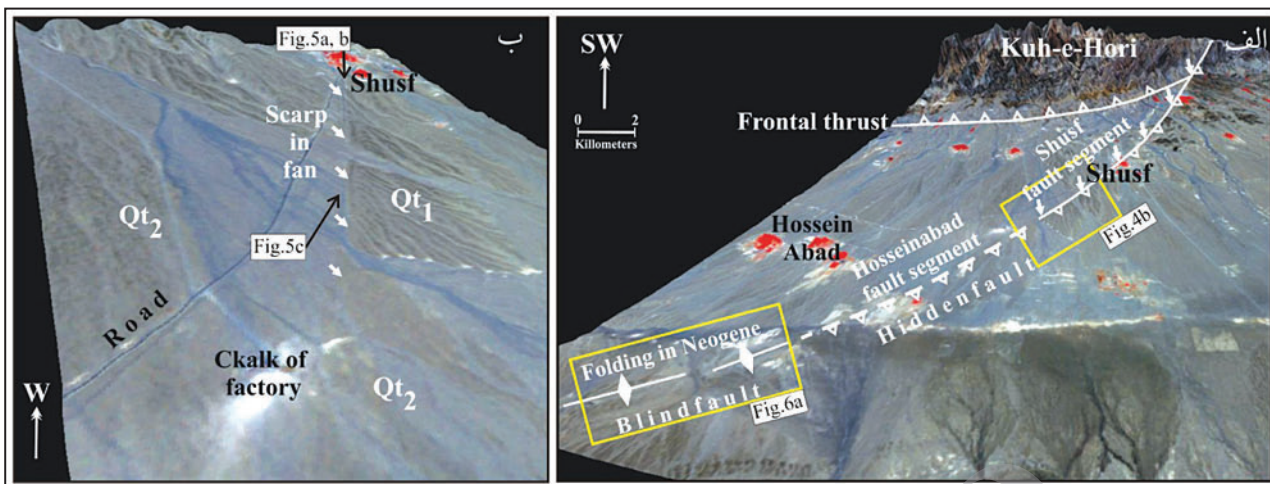 ب
Fig.5a, b
Shusf
Scarp
in
fan
Qt2
Qt1
Fig.5c
Road
Ckalk of
factory
Qt2
W
الف
SW
Kuh-e-Hori
0 2
Killometers
Frontal thrust
Shusf
fault segment
Shusf
Fig.4b
Hossein
Abad
Hosseinabad
fault segment
Hiddenfault
Folding in Neogene
Blindfault
Fig.6a